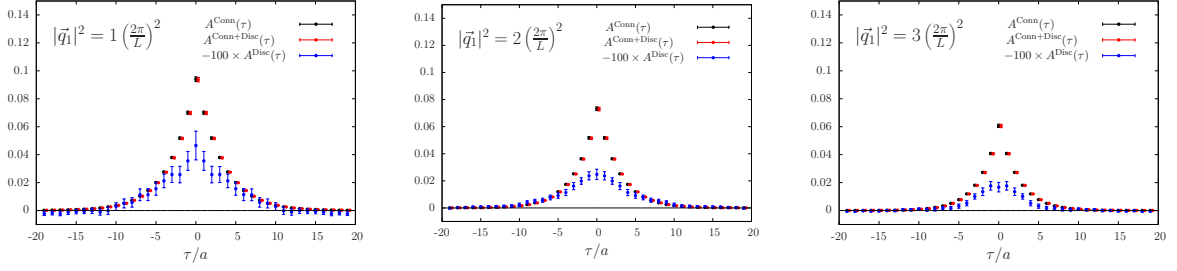 |q⃗₁|² = 1 (2π/L)²
A^Conn(τ)
A^Conn+Disc(τ)
−100 × A^Disc(τ)
0.14
0.12
0.1
0.08
0.06
0.04
0.02
0
-20 -15 -10 -5 0 5 10 15 20
τ/a
|q⃗₁|² = 2 (2π/L)²
A^Conn(τ)
A^Conn+Disc(τ)
−100 × A^Disc(τ)
0.14
0.12
0.1
0.08
0.06
0.04
0.02
0
-20 -15 -10 -5 0 5 10 15 20
τ/a
|q⃗₁|² = 3 (2π/L)²
A^Conn(τ)
A^Conn+Disc(τ)
−100 × A^Disc(τ)
0.14
0.12
0.1
0.08
0.06
0.04
0.02
0
-20 -15 -10 -5 0 5 10 15 20
τ/a